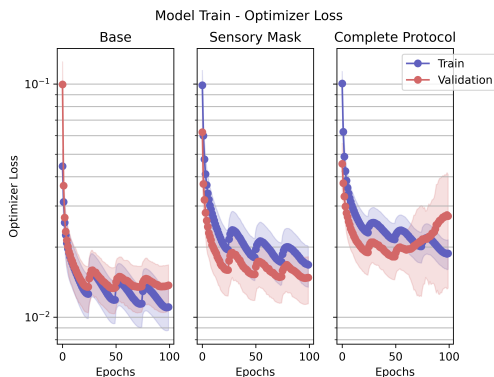 Model Train - Optimizer Loss
Base
Sensory Mask
Complete Protocol
Train
Validation
Optimizer Loss
10⁻¹
10⁻²
0 50 100
0 50 100
0 50 100
Epochs
Epochs
Epochs